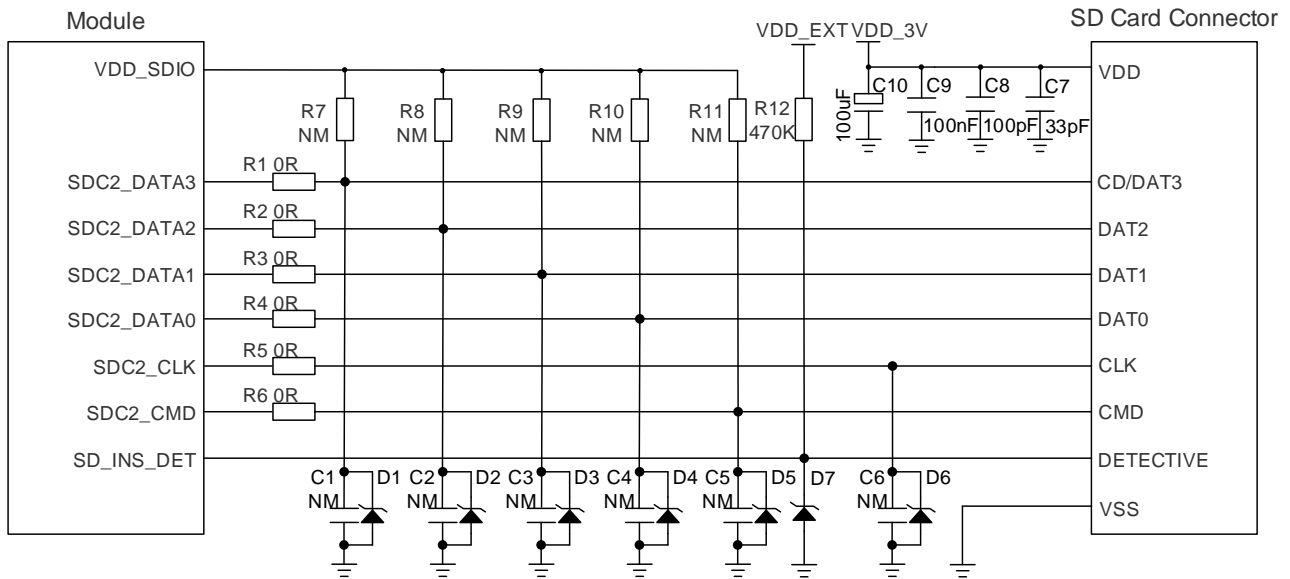 Module
SD Card Connector
VDD_EXT VDD_3V
VDD_SDIO
VDD
C10 C9 C8 C7
R7 R8 R9 R10 R11 R12
NM NM NM NM NM 470K
100uF 100nF 100pF 33pF
R1 0R
SDC2_DATA3 CD/DAT3
R2 0R
SDC2_DATA2 DAT2
R3 0R
SDC2_DATA1 DAT1
R4 0R
SDC2_DATA0 DAT0
R5 0R
SDC2_CLK CLK
R6 0R
SDC2_CMD CMD
SD_INS_DET DETECTIVE
C1 D1 C2 D2 C3 D3 C4 D4 C5 D5 D7 C6 D6
NM NM NM NM NM NM
VSS